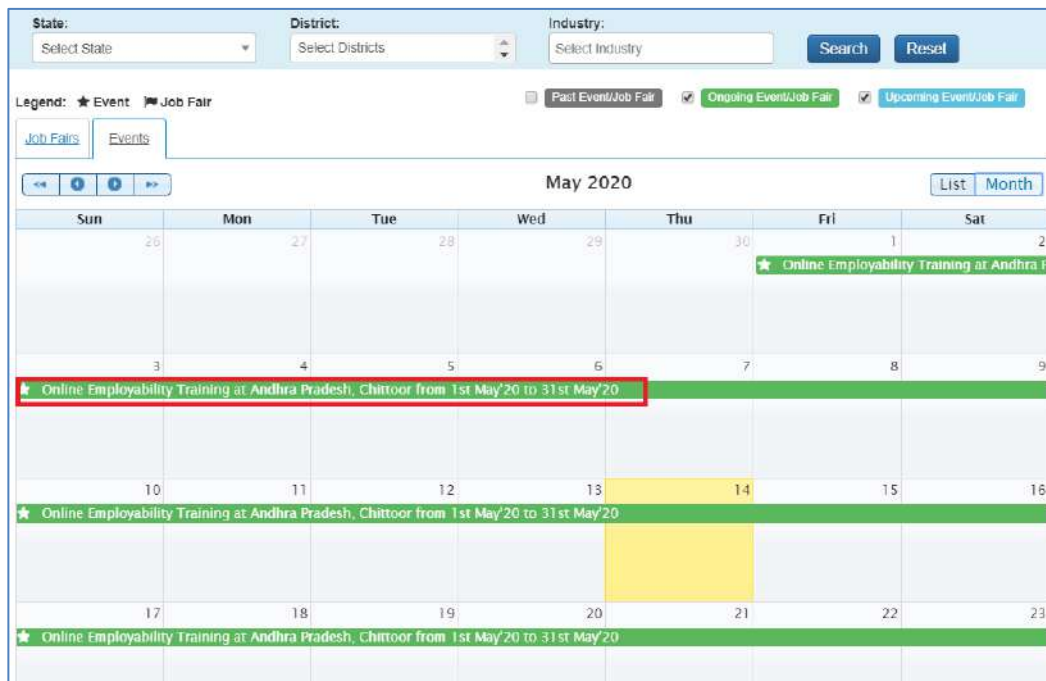 State: District: Industry:
Select State Select Districts Select Industry Search Reset
Legend: Event Job Fair Past Event/Job Fair Ongoing Event/Job Fair Upcoming Event/Job Fair
Job Fairs Events
May 2020 List Month
Sun Mon Tue Wed Thu Fri Sat
26 27 28 29 30 1 2
Online Employability Training at Andhra
3 4 5 6 7 8 9
Online Employability Training at Andhra Pradesh, Chittoor from 1st May'20 to 31st May'20
10 11 12 13 14 15 16
Online Employability Training at Andhra Pradesh, Chittoor from 1st May'20 to 31st May'20
17 18 19 20 21 22 23
Online Employability Training at Andhra Pradesh, Chittoor from 1st May'20 to 31st May'20